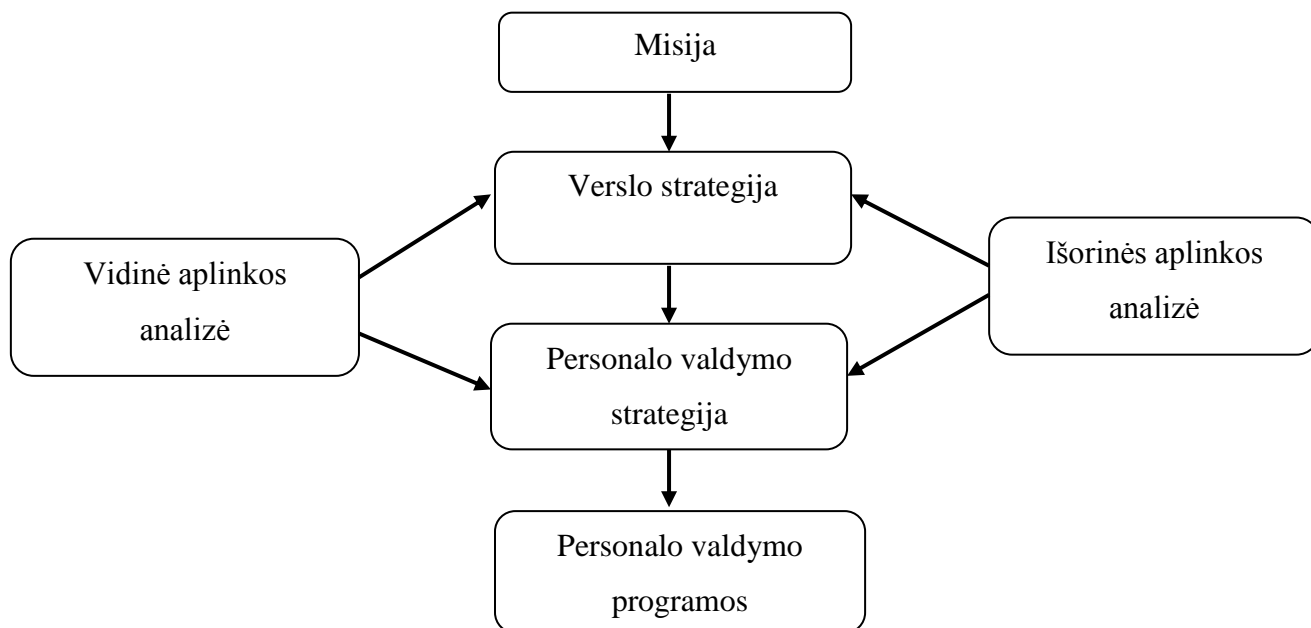 Misija
Verslo strategija
Vidinė aplinkos
analizė
Išorinės aplinkos
analizė
Personalo valdymo
strategija
Personalo valdymo
programos